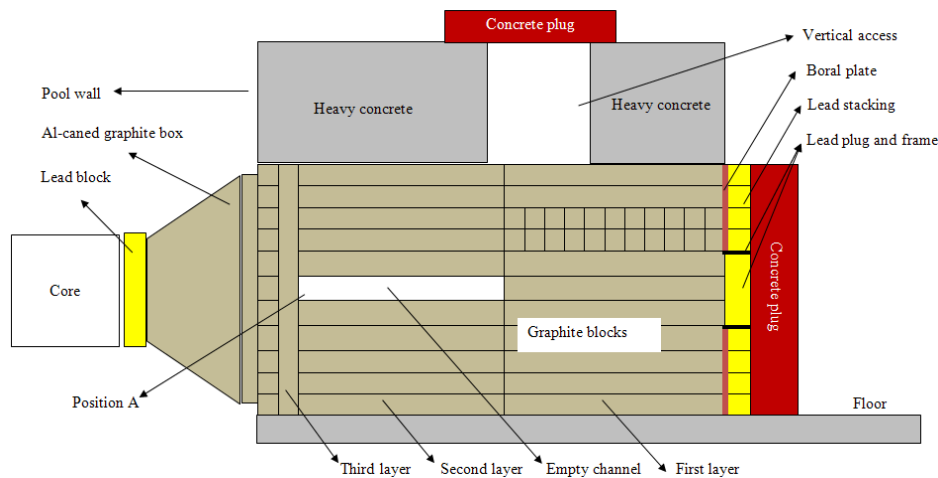 Concrete plug
Vertical access
Boral plate
Pool wall
Heavy concrete
Heavy concrete
Lead stacking
Al-caned graphite box
Lead plug and frame
Lead block
Core
Concrete plug
Graphite blocks
Position A
Floor
Third layer
Second layer
Empty channel
First layer